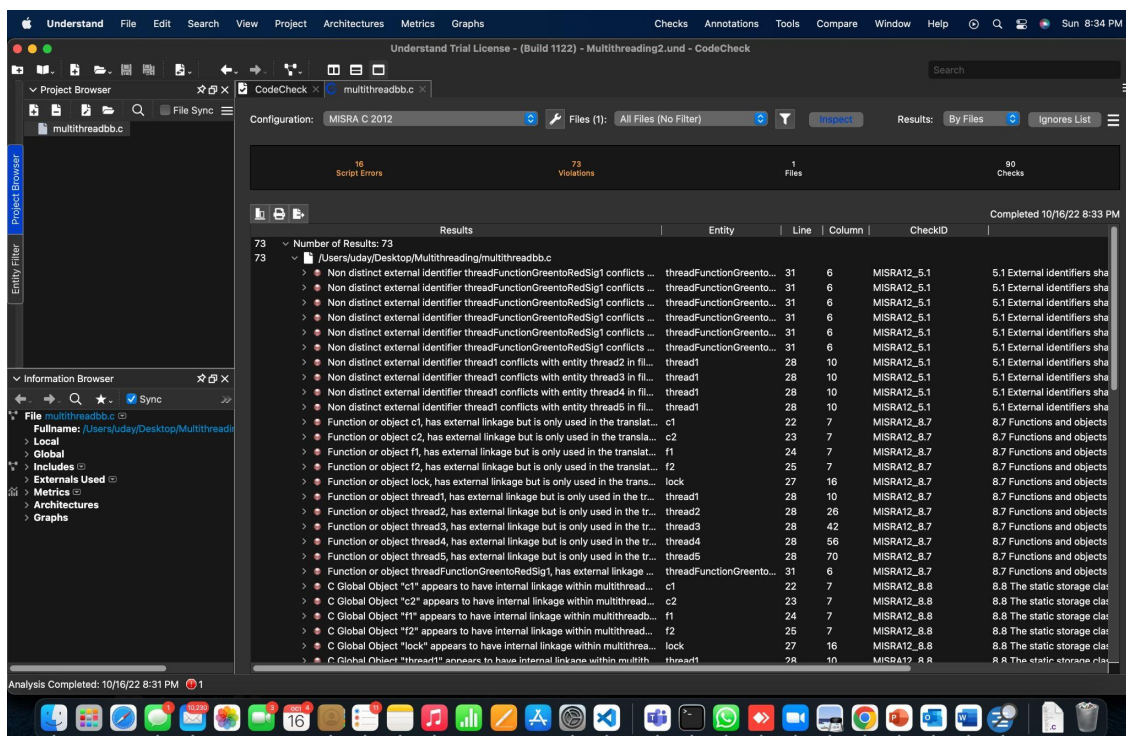 Understand File Edit Search View Project Architectures Metrics Graphs Checks Annotations Tools Compare Window Help Sun 8:34 PM
Understand Trial License - (Build 1122) - Multithreading2.und - CodeCheck
Search
Project Browser
CodeCheck multithreadbb.c
File Sync
multithreadbb.c
Configuration: MISRA C 2012 Files (1): All Files (No Filter) Inspect Results: By Files Ignores List
16 73 1 90
Script Errors Violations Files Checks
Project Browser
Entity Filter
Completed 10/16/22 8:33 PM
Results Entity Line Column CheckID
73 Number of Results: 73
73 /Users/uday/Desktop/Multithreading/multithreadbb.c
Non distinct external identifier threadFunctionGreentoRedSig1 conflicts ... threadFunctionGreento... 31 6 MISRA12_5.1 5.1 External identifiers sha
Non distinct external identifier threadFunctionGreentoRedSig1 conflicts ... threadFunctionGreento... 31 6 MISRA12_5.1 5.1 External identifiers sha
Non distinct external identifier threadFunctionGreentoRedSig1 conflicts ... threadFunctionGreento... 31 6 MISRA12_5.1 5.1 External identifiers sha
Non distinct external identifier threadFunctionGreentoRedSig1 conflicts ... threadFunctionGreento... 31 6 MISRA12_5.1 5.1 External identifiers sha
Non distinct external identifier threadFunctionGreentoRedSig1 conflicts ... threadFunctionGreento... 31 6 MISRA12_5.1 5.1 External identifiers sha
Non distinct external identifier threadFunctionGreentoRedSig1 conflicts ... threadFunctionGreento... 31 6 MISRA12_5.1 5.1 External identifiers sha
Non distinct external identifier thread1 conflicts with entity thread2 in fil... thread1 28 10 MISRA12_5.1 5.1 External identifiers sha
Non distinct external identifier thread1 conflicts with entity thread3 in fil... thread1 28 10 MISRA12_5.1 5.1 External identifiers sha
Non distinct external identifier thread1 conflicts with entity thread4 in fil... thread1 28 10 MISRA12_5.1 5.1 External identifiers sha
Non distinct external identifier thread1 conflicts with entity thread5 in fil... thread1 28 10 MISRA12_5.1 5.1 External identifiers sha
Function or object c1, has external linkage but is only used in the translat... c1 22 7 MISRA12_8.7 8.7 Functions and objects
Function or object c2, has external linkage but is only used in the transla... c2 23 7 MISRA12_8.7 8.7 Functions and objects
Function or object f1, has external linkage but is only used in the translat... f1 24 7 MISRA12_8.7 8.7 Functions and objects
Function or object f2, has external linkage but is only used in the translat... f2 25 7 MISRA12_8.7 8.7 Functions and objects
Function or object lock, has external linkage but is only used in the trans... lock 27 16 MISRA12_8.7 8.7 Functions and objects
Function or object thread1, has external linkage but is only used in the tr... thread1 28 10 MISRA12_8.7 8.7 Functions and objects
Function or object thread2, has external linkage but is only used in the tr... thread2 28 26 MISRA12_8.7 8.7 Functions and objects
Function or object thread3, has external linkage but is only used in the tr... thread3 28 42 MISRA12_8.7 8.7 Functions and objects
Function or object thread4, has external linkage but is only used in the tr... thread4 28 56 MISRA12_8.7 8.7 Functions and objects
Function or object thread5, has external linkage but is only used in the tr... thread5 28 70 MISRA12_8.7 8.7 Functions and objects
Function or object threadFunctionGreentoRedSig1, has external linkage ... threadFunctionGreento... 31 6 MISRA12_8.7 8.7 Functions and objects
C Global Object "c1" appears to have internal linkage within multithread... c1 22 7 MISRA12_8.8 8.8 The static storage clas
C Global Object "c2" appears to have internal linkage within multithread... c2 23 7 MISRA12_8.8 8.8 The static storage clas
C Global Object "f1" appears to have internal linkage within multithreadb... f1 24 7 MISRA12_8.8 8.8 The static storage clas
C Global Object "f2" appears to have internal linkage within multithread... f2 25 7 MISRA12_8.8 8.8 The static storage clas
C Global Object "lock" appears to have internal linkage within multithrea... lock 27 16 MISRA12_8.8 8.8 The static storage clas
C Global Object "thread1" appears to have internal linkage within multith... thread1 28 10 MISRA12_8.8 8.8 The static storage clas
Information Browser
Sync
File multithreadbb.c
Fullname: /Users/uday/Desktop/Multithreadin
Local
Global
Includes
Externals Used
Metrics
Architectures
Graphs
Analysis Completed: 10/16/22 8:31 PM 1
1 10,230 3 OCT 4 11
16